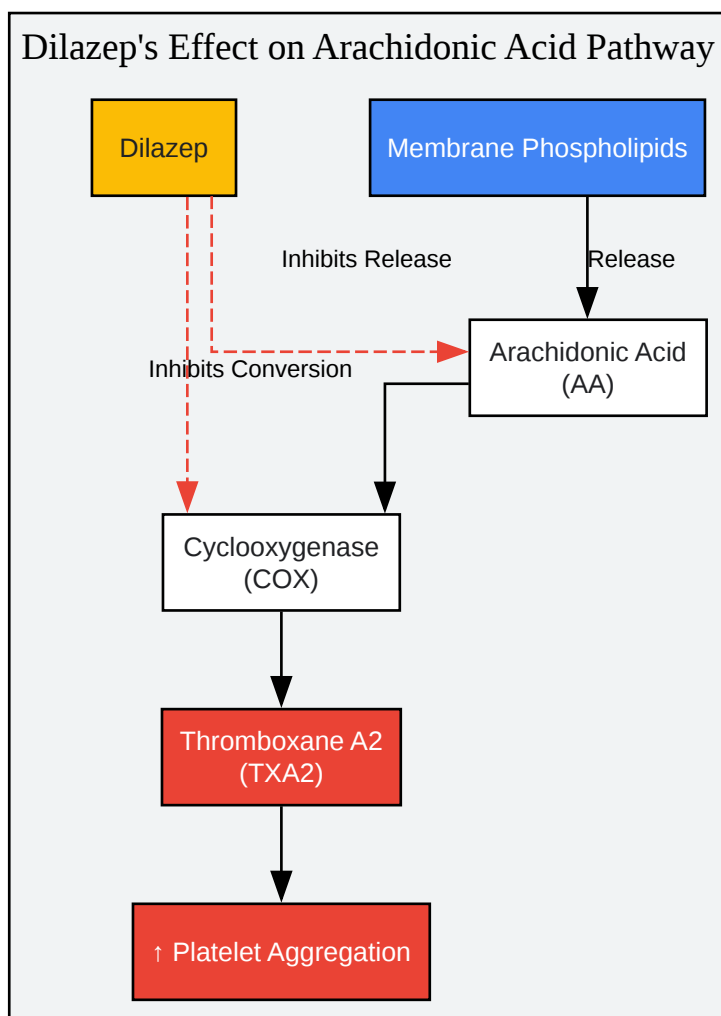 Dilazep's Effect on Arachidonic Acid Pathway
Dilazep
Membrane Phospholipids
Inhibits Release
Release
Arachidonic Acid
(AA)
Inhibits Conversion
Cyclooxygenase
(COX)
Thromboxane A2
(TXA2)
↑ Platelet Aggregation